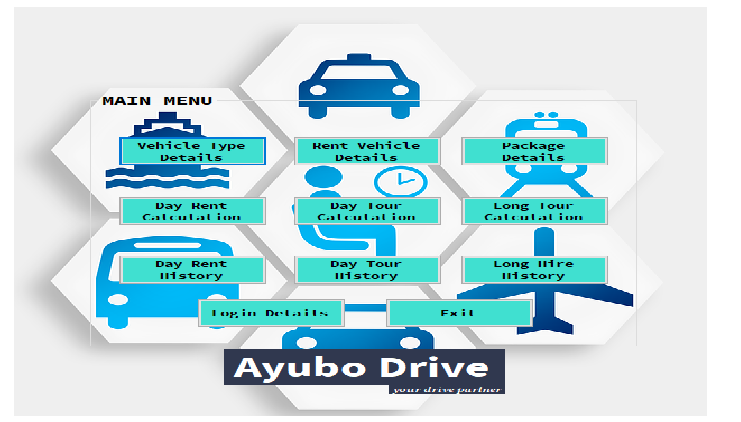 MAIN MENU
Vehicle Type
Details
Rent Vehicle
Details
Package
Details
Day Rent
Calculation
Day Tour
Calculation
Long Tour
Calculation
Day Rent
History
Day Tour
History
Long Hire
History
Login Details
Exit
Ayubo Drive
your drive partner